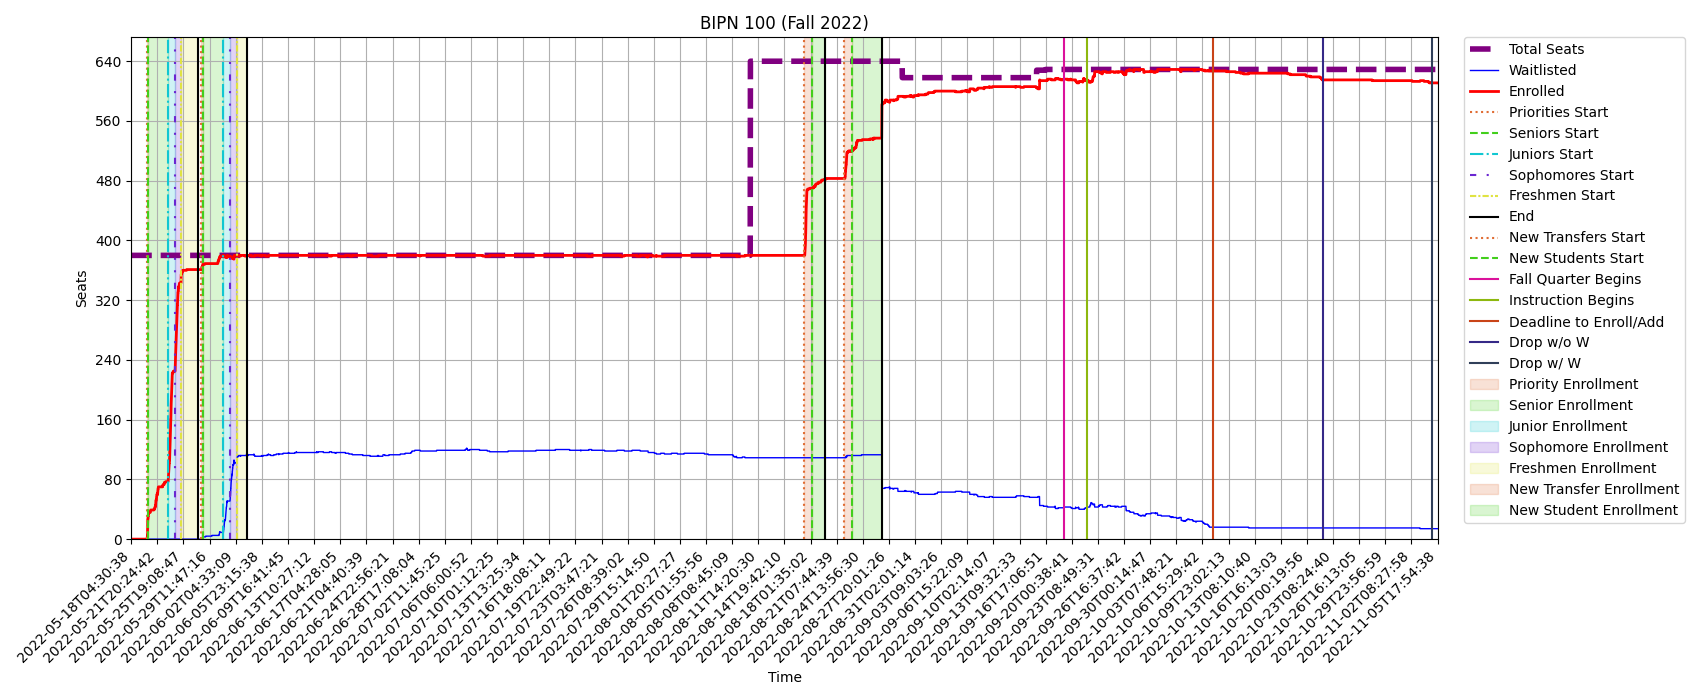 BIPN 100 (Fall 2022)
Seats
640
560
480
400
320
240
160
80
0
2022-05-18T04:30:38
2022-05-21T20:24:42
2022-05-25T19:08:47
2022-05-29T11:47:16
2022-06-02T04:33:09
2022-06-05T23:15:38
2022-06-09T16:41:45
2022-06-13T10:27:12
2022-06-17T04:28:05
2022-06-21T04:40:39
2022-06-24T22:56:21
2022-06-28T17:08:04
2022-07-02T11:45:25
2022-07-06T06:00:52
2022-07-10T01:12:25
2022-07-13T13:25:34
2022-07-16T18:08:11
2022-07-19T22:49:22
2022-07-23T03:47:21
2022-07-26T08:39:02
2022-07-29T15:14:50
2022-08-01T20:27:27
2022-08-05T01:55:56
2022-08-08T08:45:09
2022-08-11T14:20:30
2022-08-14T19:42:10
2022-08-18T01:35:02
2022-08-21T07:44:39
2022-08-24T13:56:30
2022-08-27T20:01:26
2022-08-31T02:01:14
2022-09-03T09:03:26
2022-09-06T15:22:09
2022-09-10T02:14:07
2022-09-13T09:32:33
2022-09-16T17:06:51
2022-09-20T00:38:41
2022-09-23T08:49:31
2022-09-26T16:37:42
2022-09-30T00:14:47
2022-10-03T07:48:21
2022-10-06T15:29:42
2022-10-09T23:02:13
2022-10-13T08:10:40
2022-10-16T16:13:03
2022-10-20T00:19:56
2022-10-23T08:24:40
2022-10-26T16:13:05
2022-10-29T23:56:59
2022-11-02T08:27:58
2022-11-05T17:54:38
Time
Total Seats
Waitlisted
Enrolled
Priorities Start
Seniors Start
Juniors Start
Sophomores Start
Freshmen Start
End
New Transfers Start
New Students Start
Fall Quarter Begins
Instruction Begins
Deadline to Enroll/Add
Drop w/o W
Drop w/ W
Priority Enrollment
Senior Enrollment
Junior Enrollment
Sophomore Enrollment
Freshmen Enrollment
New Transfer Enrollment
New Student Enrollment